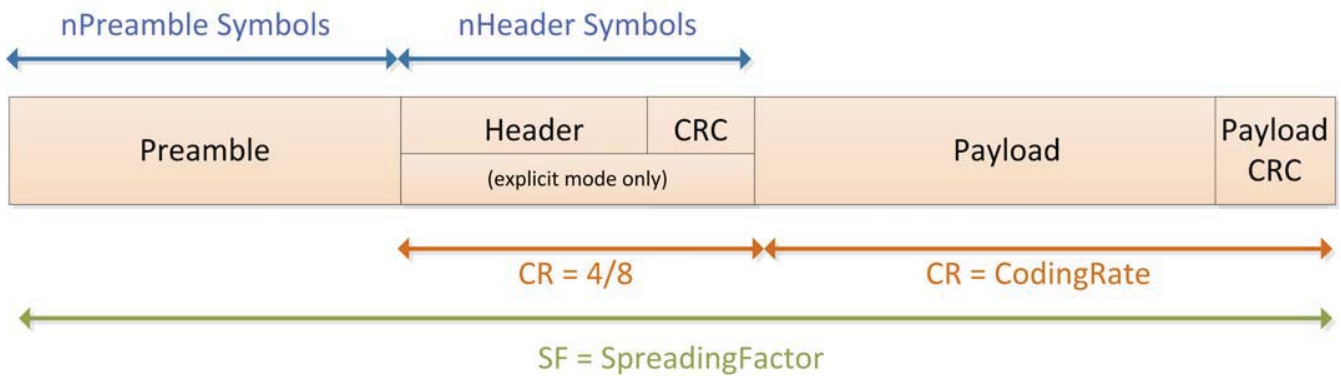 nPreamble Symbols
nHeader Symbols
Preamble
Header
CRC
(explicit mode only)
Payload
Payload
CRC
CR = 4/8
CR = CodingRate
SF = SpreadingFactor